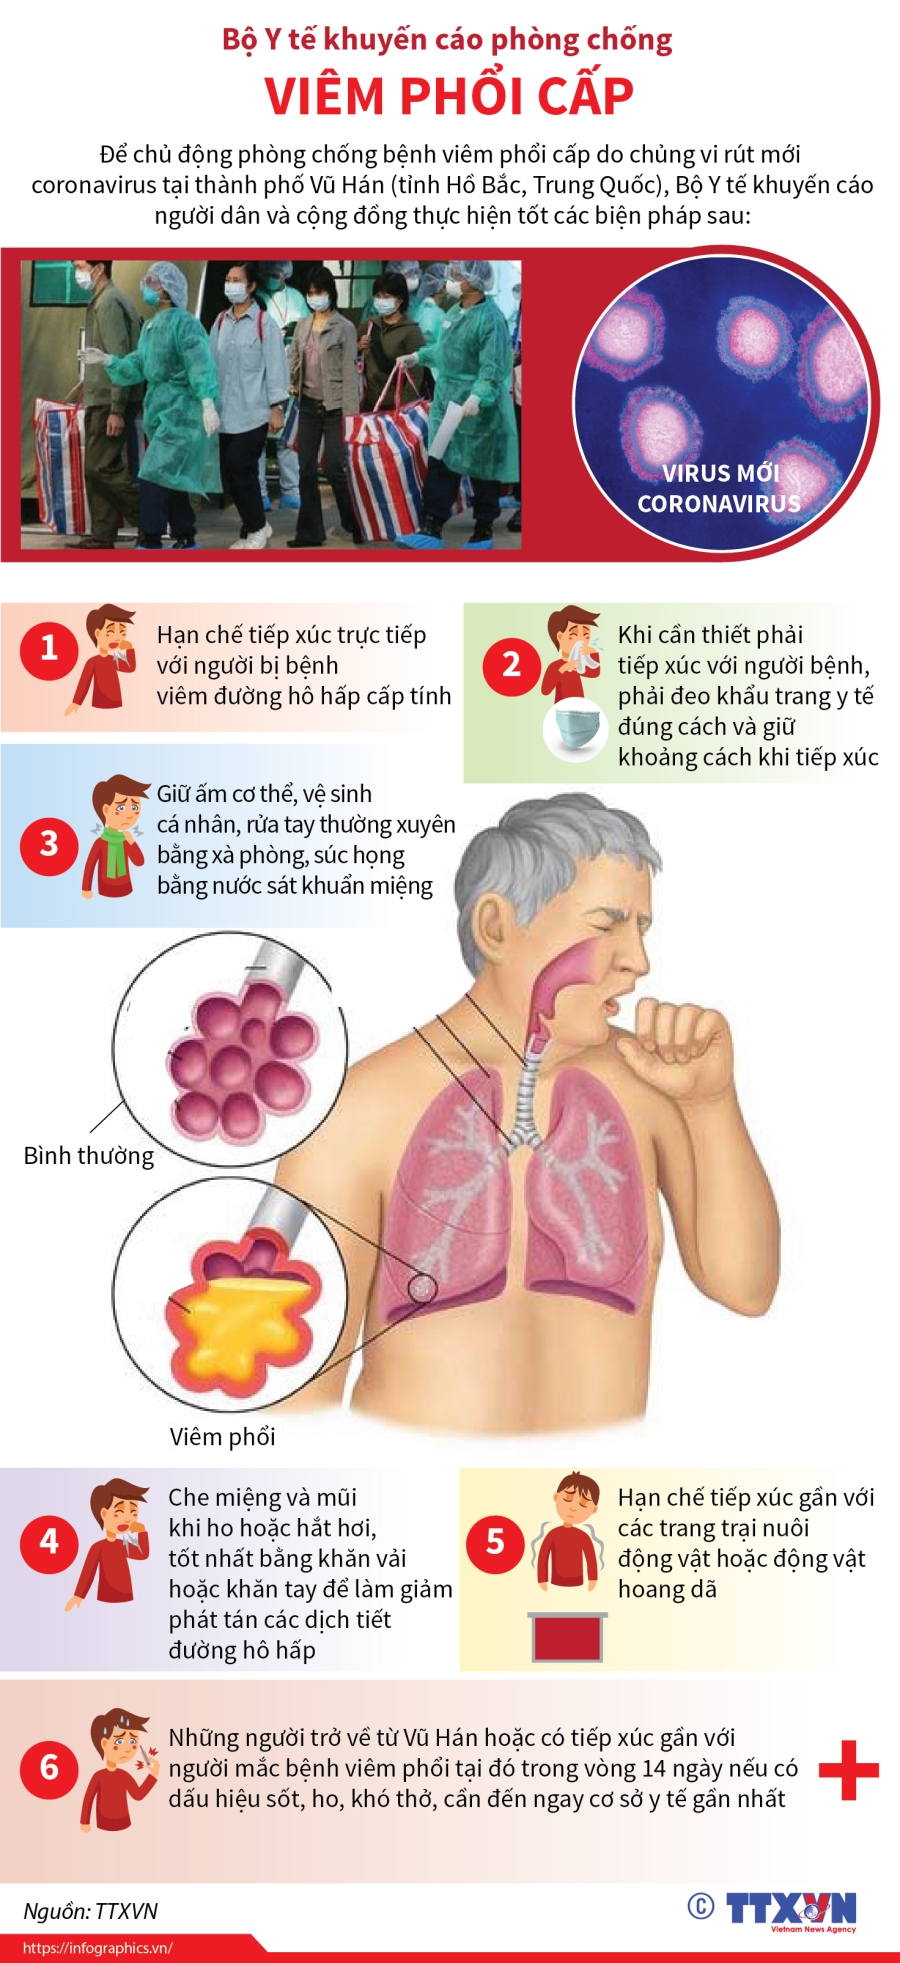 Bộ Y tế khuyến cáo phòng chống
VIÊM PHỔI CẤP
Để chủ động phòng chống bệnh viêm phổi cấp do chủng vi rút mới
coronavirus tại thành phố Vũ Hán (tỉnh Hồ Bắc, Trung Quốc), Bộ Y tế khuyến cáo
người dân và cộng đồng thực hiện tốt các biện pháp sau:
VIRUS MỚI
CORONAVIRUS
1
Hạn chế tiếp xúc trực tiếp
với người bị bệnh
viêm đường hô hấp cấp tính
2
Khi cần thiết phải
tiếp xúc với người bệnh,
phải đeo khẩu trang y tế
đúng cách và giữ
khoảng cách khi tiếp xúc
3
Giữ ấm cơ thể, vệ sinh
cá nhân, rửa tay thường xuyên
bằng xà phòng, súc họng
bằng nước sát khuẩn miệng
Bình thường
Viêm phổi
4
Che miệng và mũi
khi ho hoặc hắt hơi,
tốt nhất bằng khăn vải
hoặc khăn tay để làm giảm
phát tán các dịch tiết
đường hô hấp
5
Hạn chế tiếp xúc gần với
các trang trại nuôi
động vật hoặc động vật
hoang dã
6
Những người trở về từ Vũ Hán hoặc có tiếp xúc gần với
người mắc bệnh viêm phổi tại đó trong vòng 14 ngày nếu có
dấu hiệu sốt, ho, khó thở, cần đến ngay cơ sở y tế gần nhất
Nguồn: TTXVN
© TTXVN
Vietnam News Agency
https://infographics.vn/